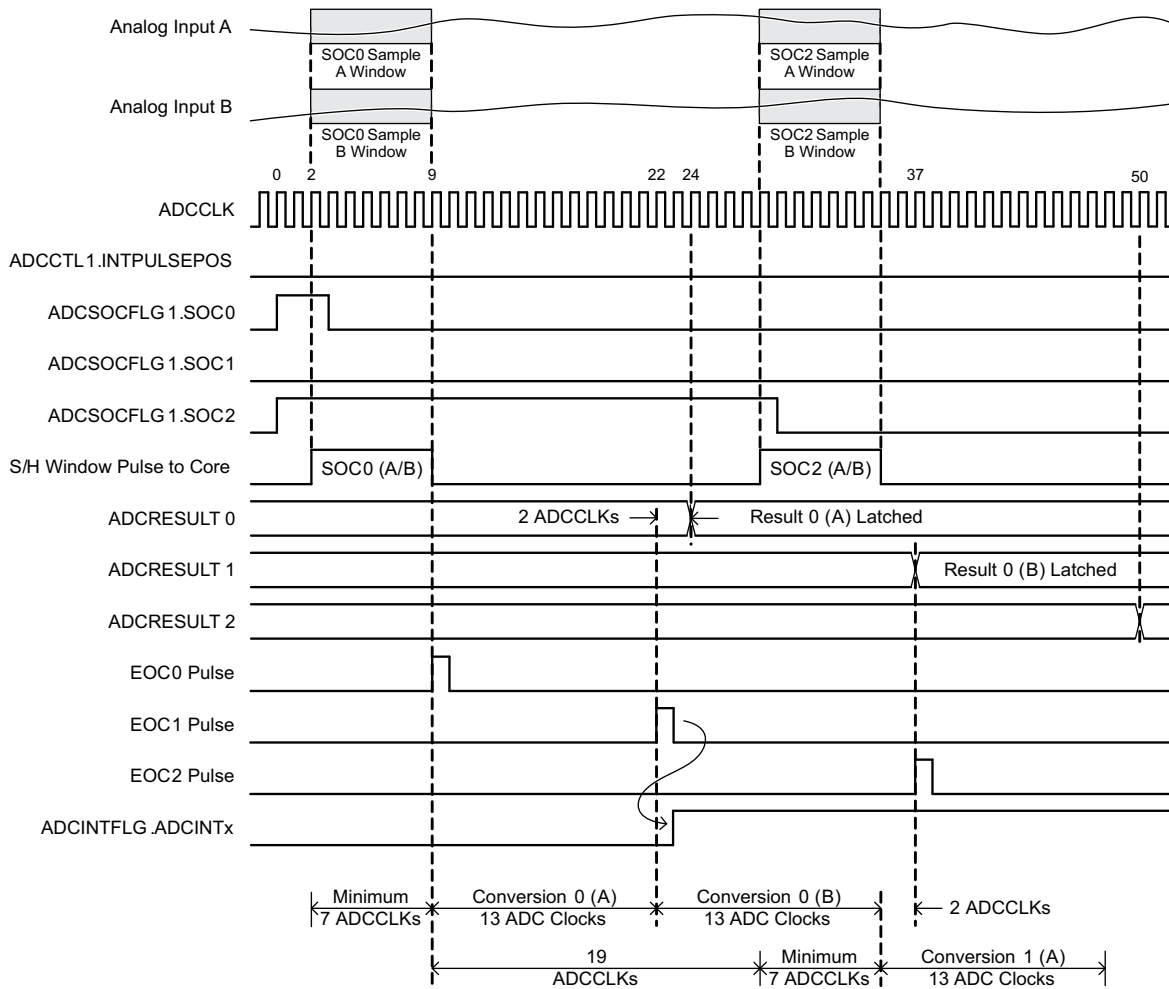 Analog Input A
SOC0 Sample
A Window
SOC2 Sample
A Window
Analog Input B
SOC0 Sample
B Window
SOC2 Sample
B Window
0 2 9 22 24 37 50
ADCCLK
ADCCTL1.INTPULSEPOS
ADCSOCFLG1.SOC0
ADCSOCFLG1.SOC1
ADCSOCFLG1.SOC2
S/H Window Pulse to Core
SOC0 (A/B)
SOC2 (A/B)
ADCRESULT 0
2 ADCCLKs
Result 0 (A) Latched
ADCRESULT 1
Result 0 (B) Latched
ADCRESULT 2
EOC0 Pulse
EOC1 Pulse
EOC2 Pulse
ADCINTFLG.ADCINTx
Minimum
7 ADCCLKs
Conversion 0 (A)
13 ADC Clocks
Conversion 0 (B)
13 ADC Clocks
2 ADCCLKs
19
ADCCLKs
Minimum
7 ADCCLKs
Conversion 1 (A)
13 ADC Clocks